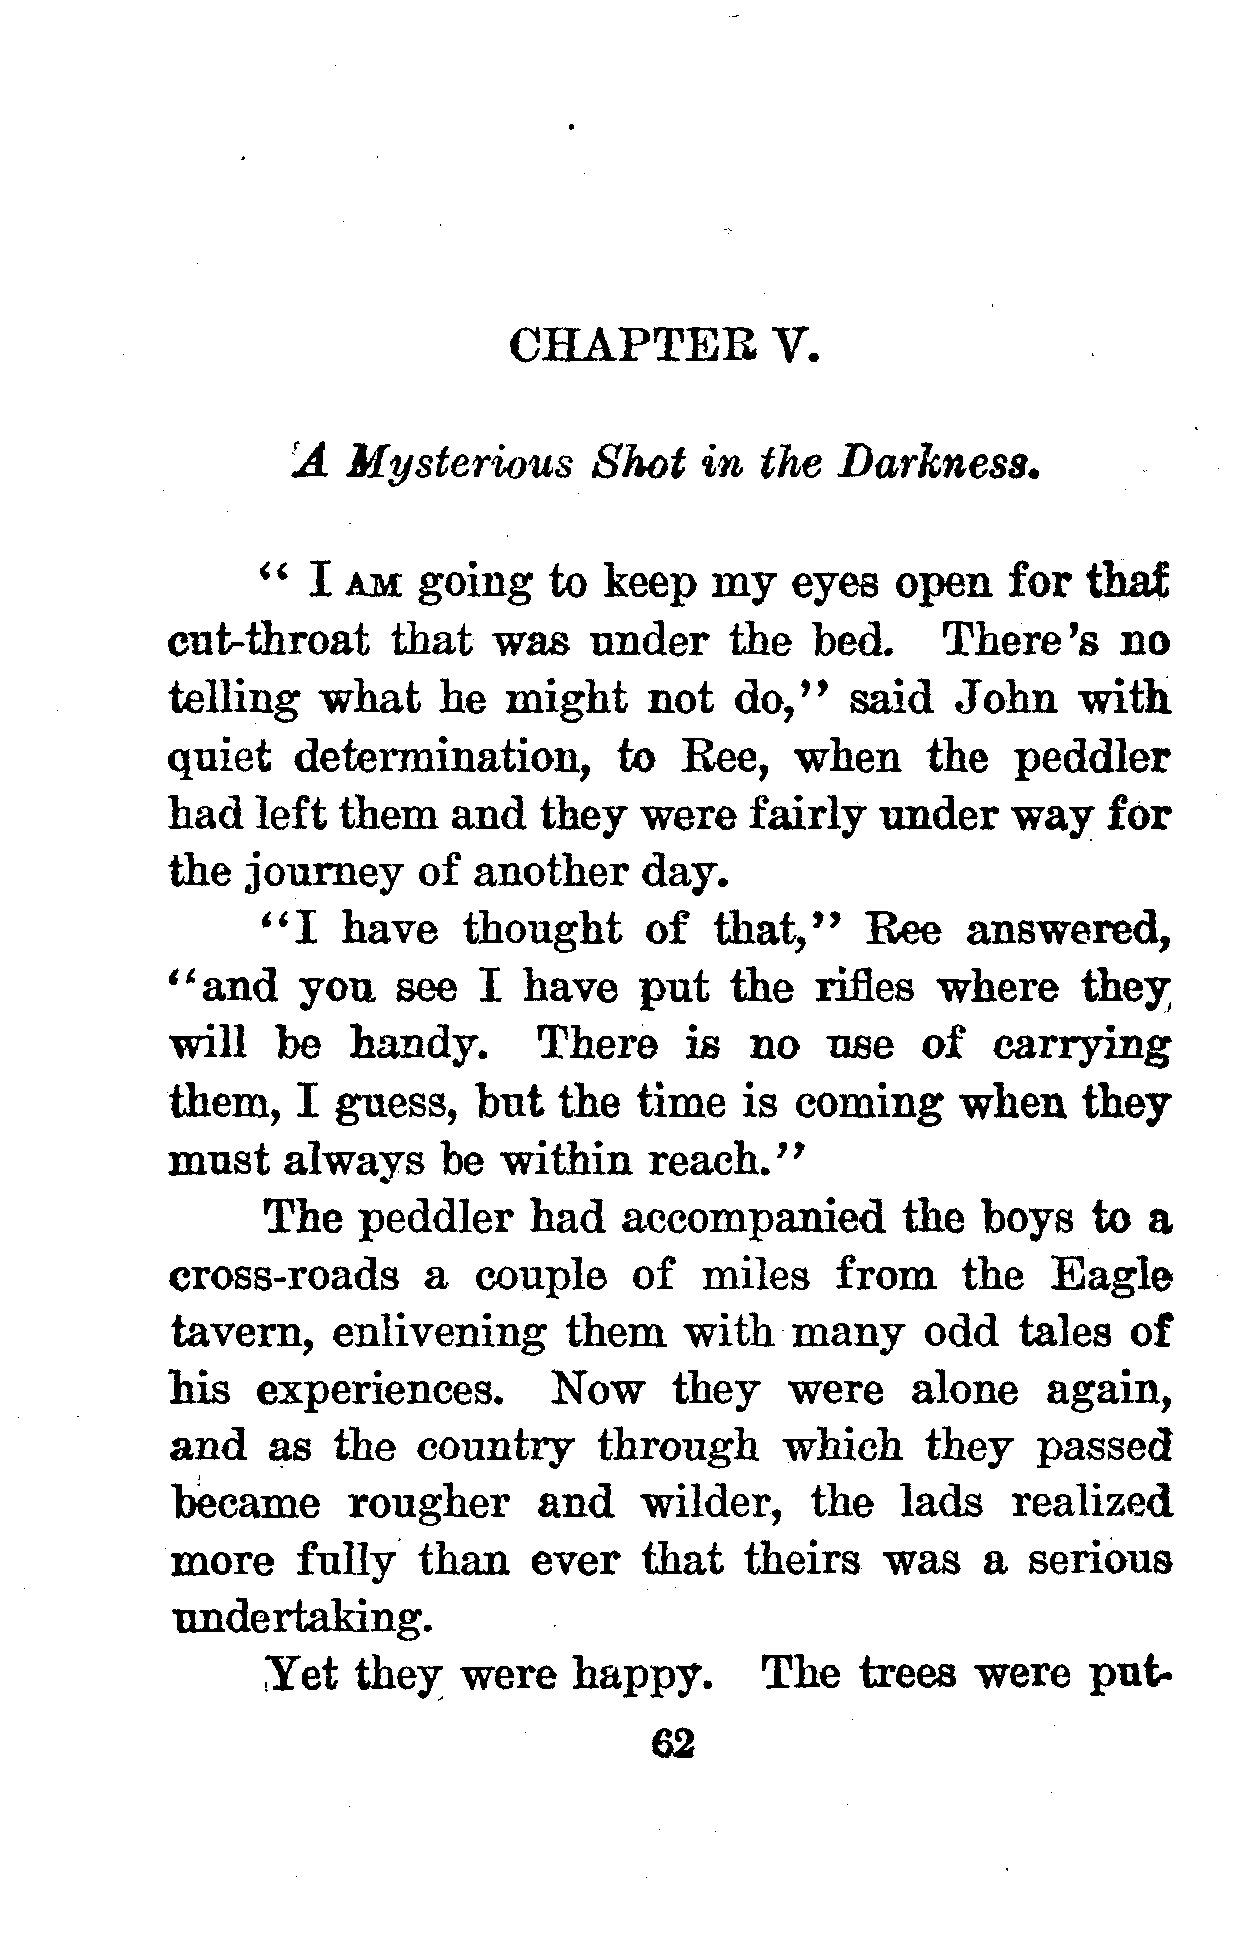 CHAPTER V.
A Mysterious Shot in the Darkness.
“ I AM going to keep my eyes open for that
cut-throat that was under the bed. There’s no
telling what he might not do,” said John with
quiet determination, to Ree, when the peddler
had left them and they were fairly under way for
the journey of another day.
“I have thought of that,” Ree answered,
“and you see I have put the rifles where they
will be handy. There is no use of carrying
them, I guess, but the time is coming when they
must always be within reach.”
The peddler had accompanied the boys to a
cross-roads a couple of miles from the Eagle
tavern, enlivening them with many odd tales of
his experiences. Now they were alone again,
and as the country through which they passed
became rougher and wilder, the lads realized
more fully than ever that theirs was a serious
undertaking.
Yet they were happy. The trees were put-
62